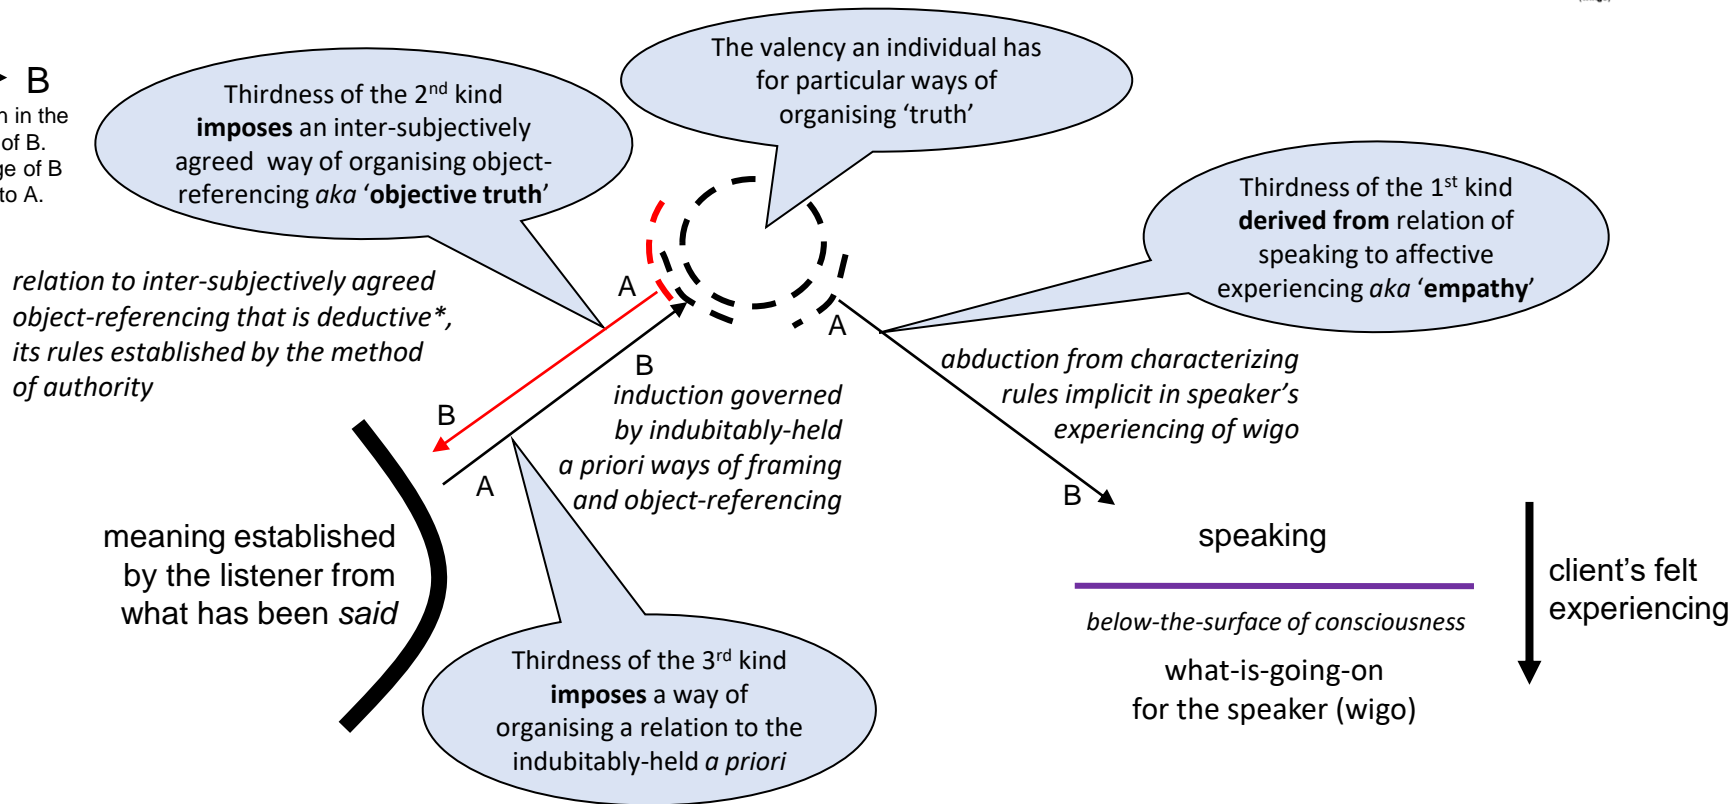 B
n in the
of B.
ge of B
to A.
Thirdness of the 2nd kind
imposes an inter-subjectively
agreed way of organising object-
referencing aka ‘objective truth’
The valency an individual has
for particular ways of
organising ‘truth’
Thirdness of the 1st kind
derived from relation of
speaking to affective
experiencing aka ‘empathy’
relation to inter-subjectively agreed
object-referencing that is deductive*,
its rules established by the method
of authority
A
B
B
A
induction governed
by indubitably-held
a priori ways of framing
and object-referencing
A
B
abduction from characterizing
rules implicit in speaker’s
experiencing of wigo
meaning established
by the listener from
what has been said
Thirdness of the 3rd kind
imposes a way of
organising a relation to the
indubitably-held a priori
speaking
below-the-surface of consciousness
what-is-going-on
for the speaker (wigo)
client’s felt
experiencing